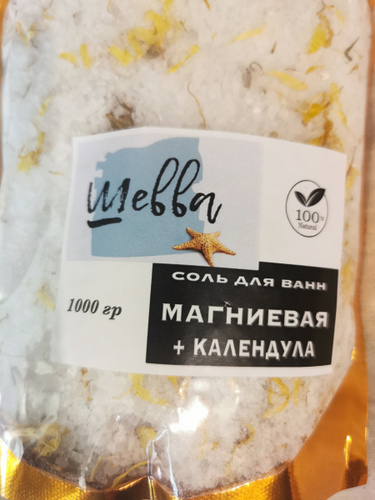 Шевва
100%
Natural
СОЛЬ ДЛЯ ВАНН
1000 гр
МАГНИЕВАЯ
+ КАЛЕНДУЛА